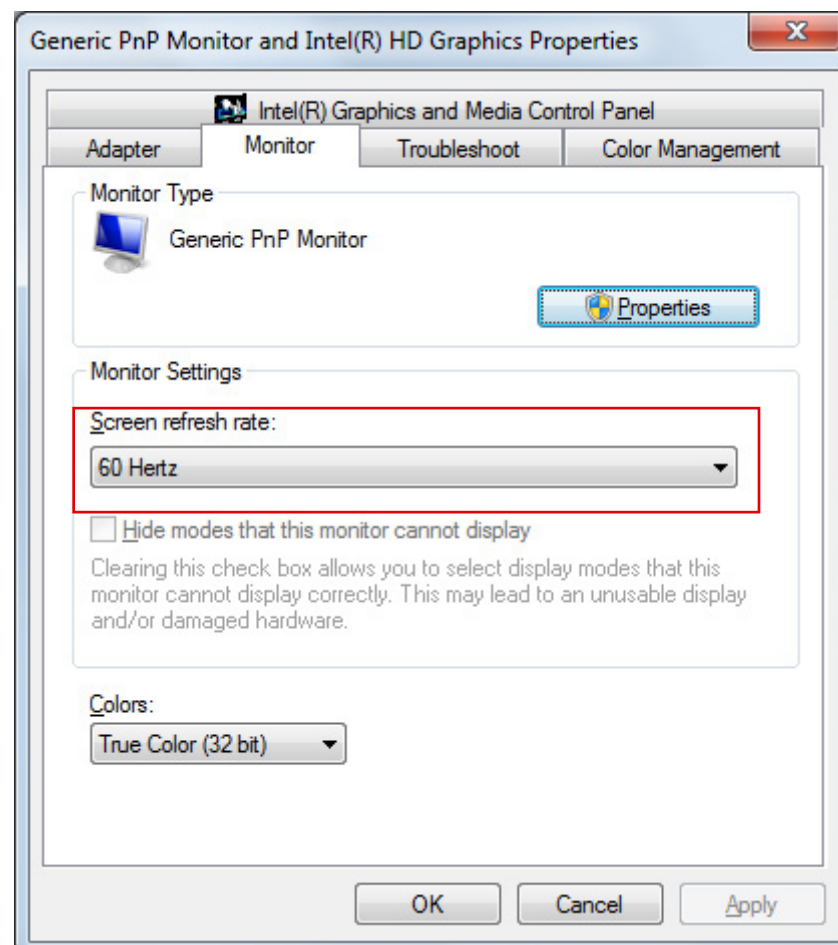 Generic PnP Monitor and Intel(R) HD Graphics Properties
Intel(R) Graphics and Media Control Panel
Adapter
Monitor
Troubleshoot
Color Management
Monitor Type
Generic PnP Monitor
Properties
Monitor Settings
Screen refresh rate:
60 Hertz
Hide modes that this monitor cannot display
Clearing this check box allows you to select display modes that this
monitor cannot display correctly. This may lead to an unusable display
and/or damaged hardware.
Colors:
True Color (32 bit)
OK
Cancel
Apply